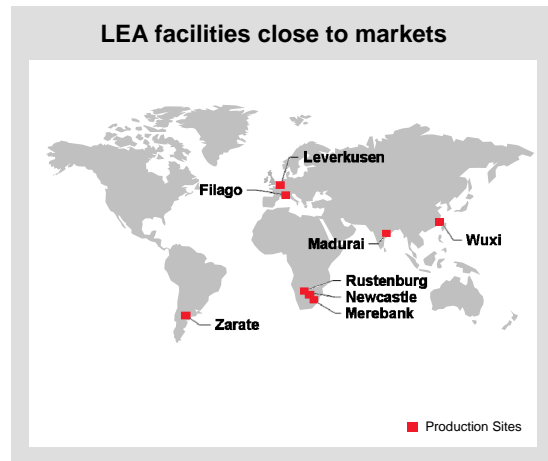 LEA facilities close to markets
Leverkusen
Filago
Madurai
Wuxi
Rustenburg
Newcastle
Merebank
Zarate
Production Sites